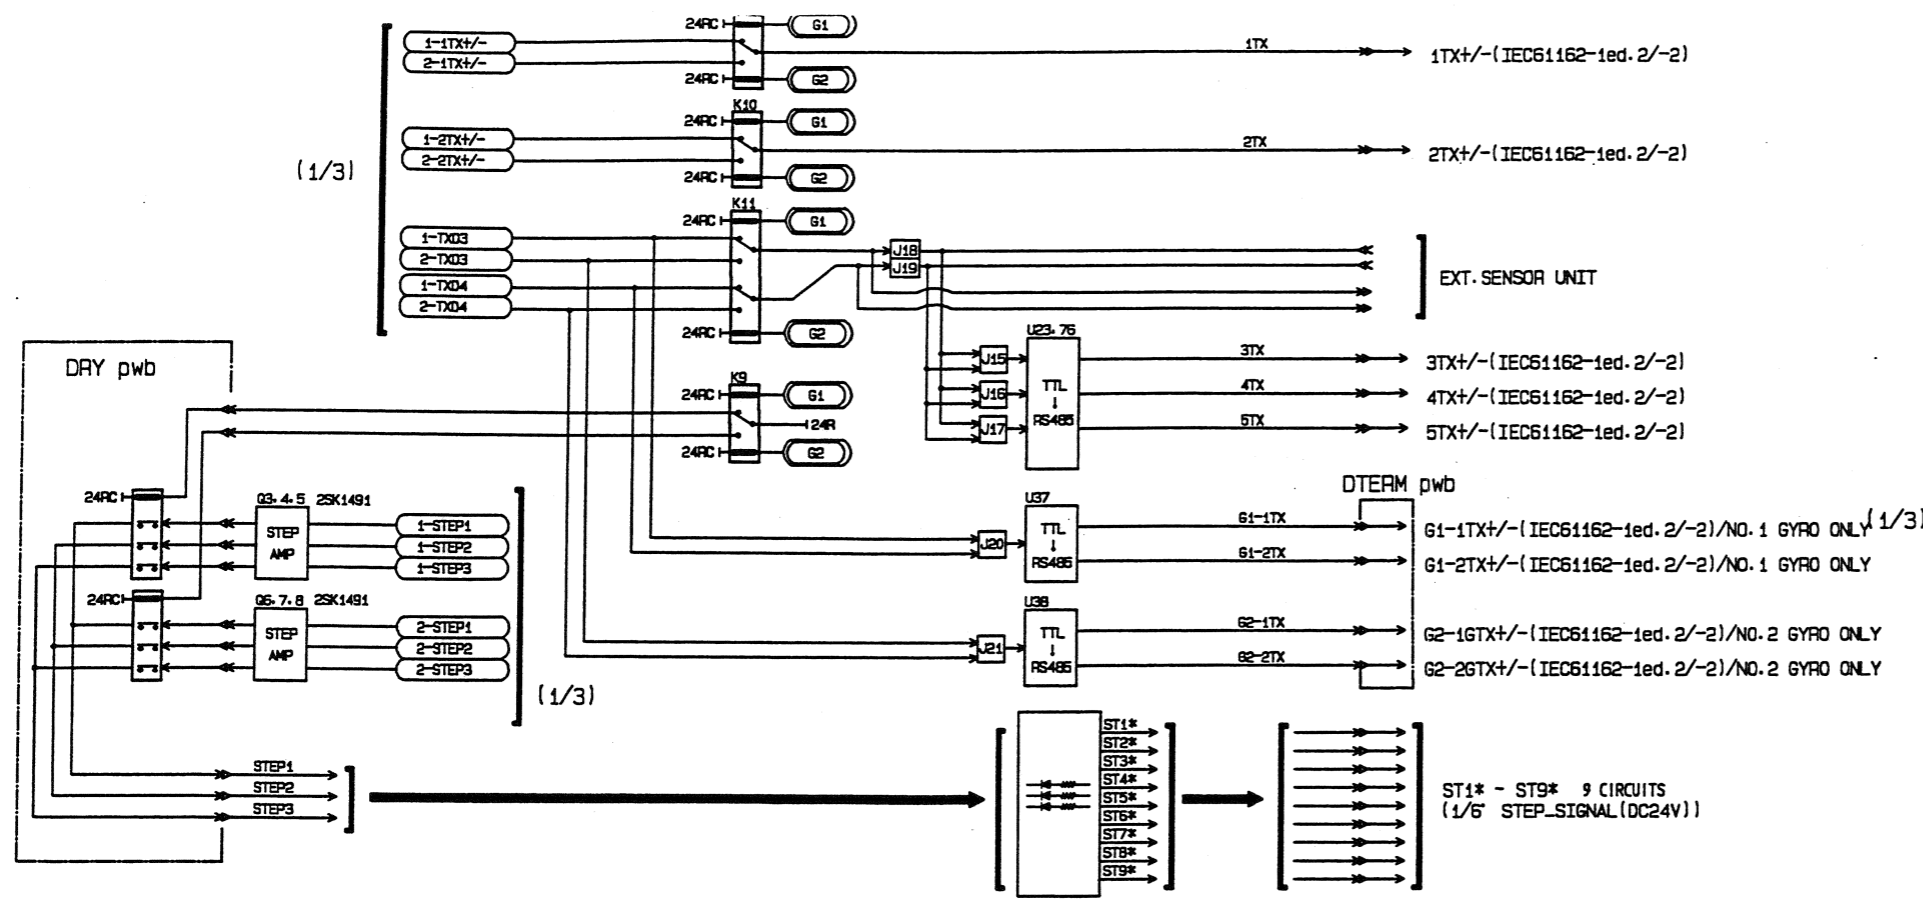 24RC G1
1-1TX+/-
2-1TX+/-
1TX
1TX+/-(IEC61162-1ed.2/-2)
24RC G2
K10
24RC G1
1-2TX+/-
2-2TX+/-
2TX
2TX+/-(IEC61162-1ed.2/-2)
24RC G2
(1/3)
K11
24RC G1
1-TXD3
2-TXD3
1-TXD4
2-TXD4
J18
J19
EXT.SENSOR UNIT
24RC G2
U23.76
J15
J16
J17
TTL
↓
RS485
3TX
3TX+/-(IEC61162-1ed.2/-2)
4TX
4TX+/-(IEC61162-1ed.2/-2)
5TX
5TX+/-(IEC61162-1ed.2/-2)
DRY pwb
K9
24RC G1
24R
24RC G2
DTERM pwb
24RC
Q3.4.5 2SK1491
STEP
AMP
1-STEP1
1-STEP2
1-STEP3
U37
J20
TTL
↓
RS485
G1-1TX
G1-1TX+/-(IEC61162-1ed.2/-2)/NO.1 GYRO ONLY
(1/3)
G1-2TX
G1-2TX+/-(IEC61162-1ed.2/-2)/NO.1 GYRO ONLY
24RC
Q6.7.8 2SK1491
STEP
AMP
2-STEP1
2-STEP2
2-STEP3
(1/3)
U38
J21
TTL
↓
RS485
G2-1TX
G2-1GTX+/-(IEC61162-1ed.2/-2)/NO.2 GYRO ONLY
G2-2TX
G2-2GTX+/-(IEC61162-1ed.2/-2)/NO.2 GYRO ONLY
STEP1
STEP2
STEP3
ST1*
ST2*
ST3*
ST4*
ST5*
ST6*
ST7*
ST8*
ST9*
ST1* - ST9* 9 CIRCUITS
(1/6° STEP_SIGNAL(DC24V))